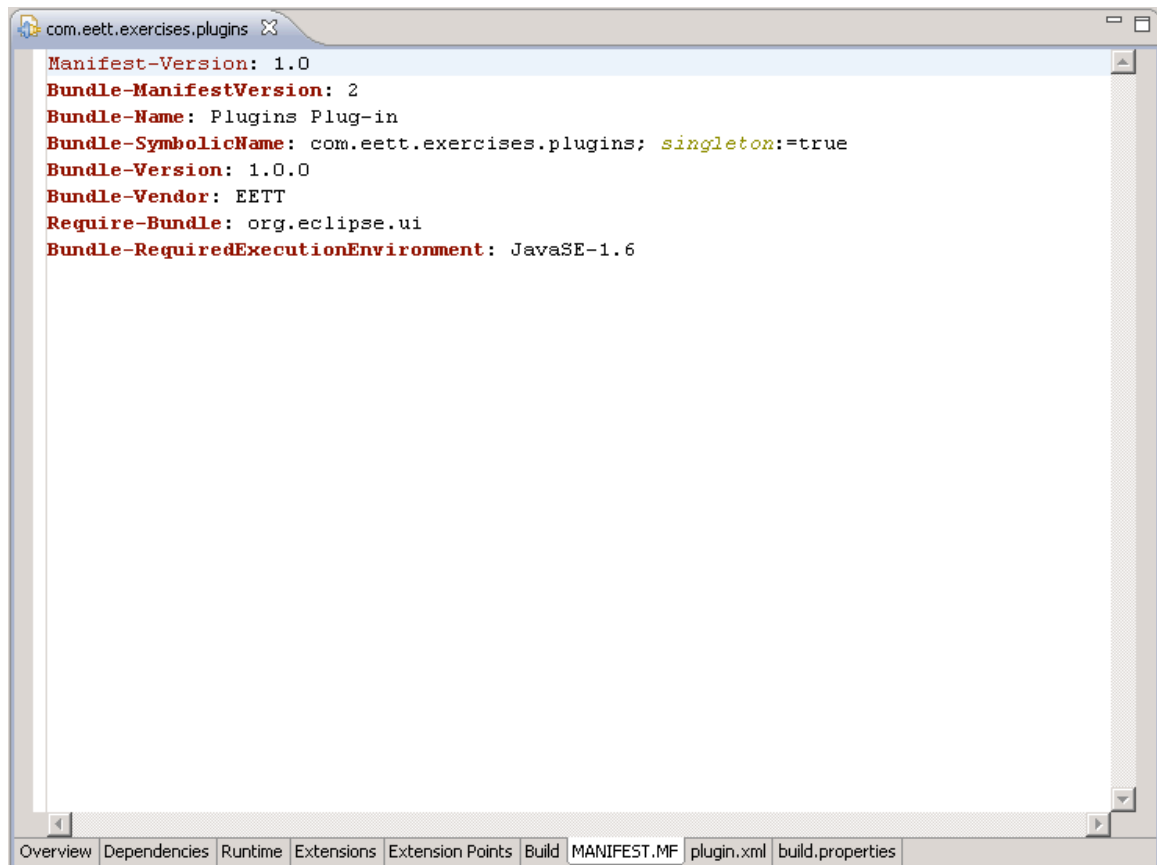 com.eett.exercises.plugins
Manifest-Version: 1.0
Bundle-ManifestVersion: 2
Bundle-Name: Plugins Plug-in
Bundle-SymbolicName: com.eett.exercises.plugins; singleton:=true
Bundle-Version: 1.0.0
Bundle-Vendor: EETT
Require-Bundle: org.eclipse.ui
Bundle-RequiredExecutionEnvironment: JavaSE-1.6
Overview Dependencies Runtime Extensions Extension Points Build MANIFEST.MF plugin.xml build.properties